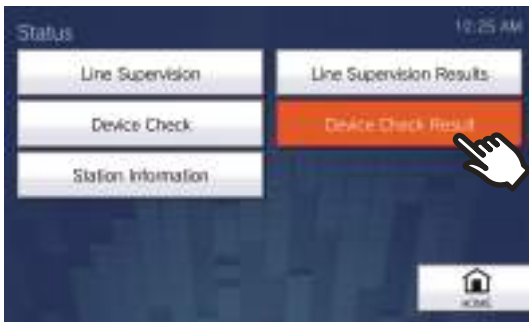 Status
10:25 AM
Line Supervision
Line Supervision Results
Device Check
Device Check Result
Station Information
HOME